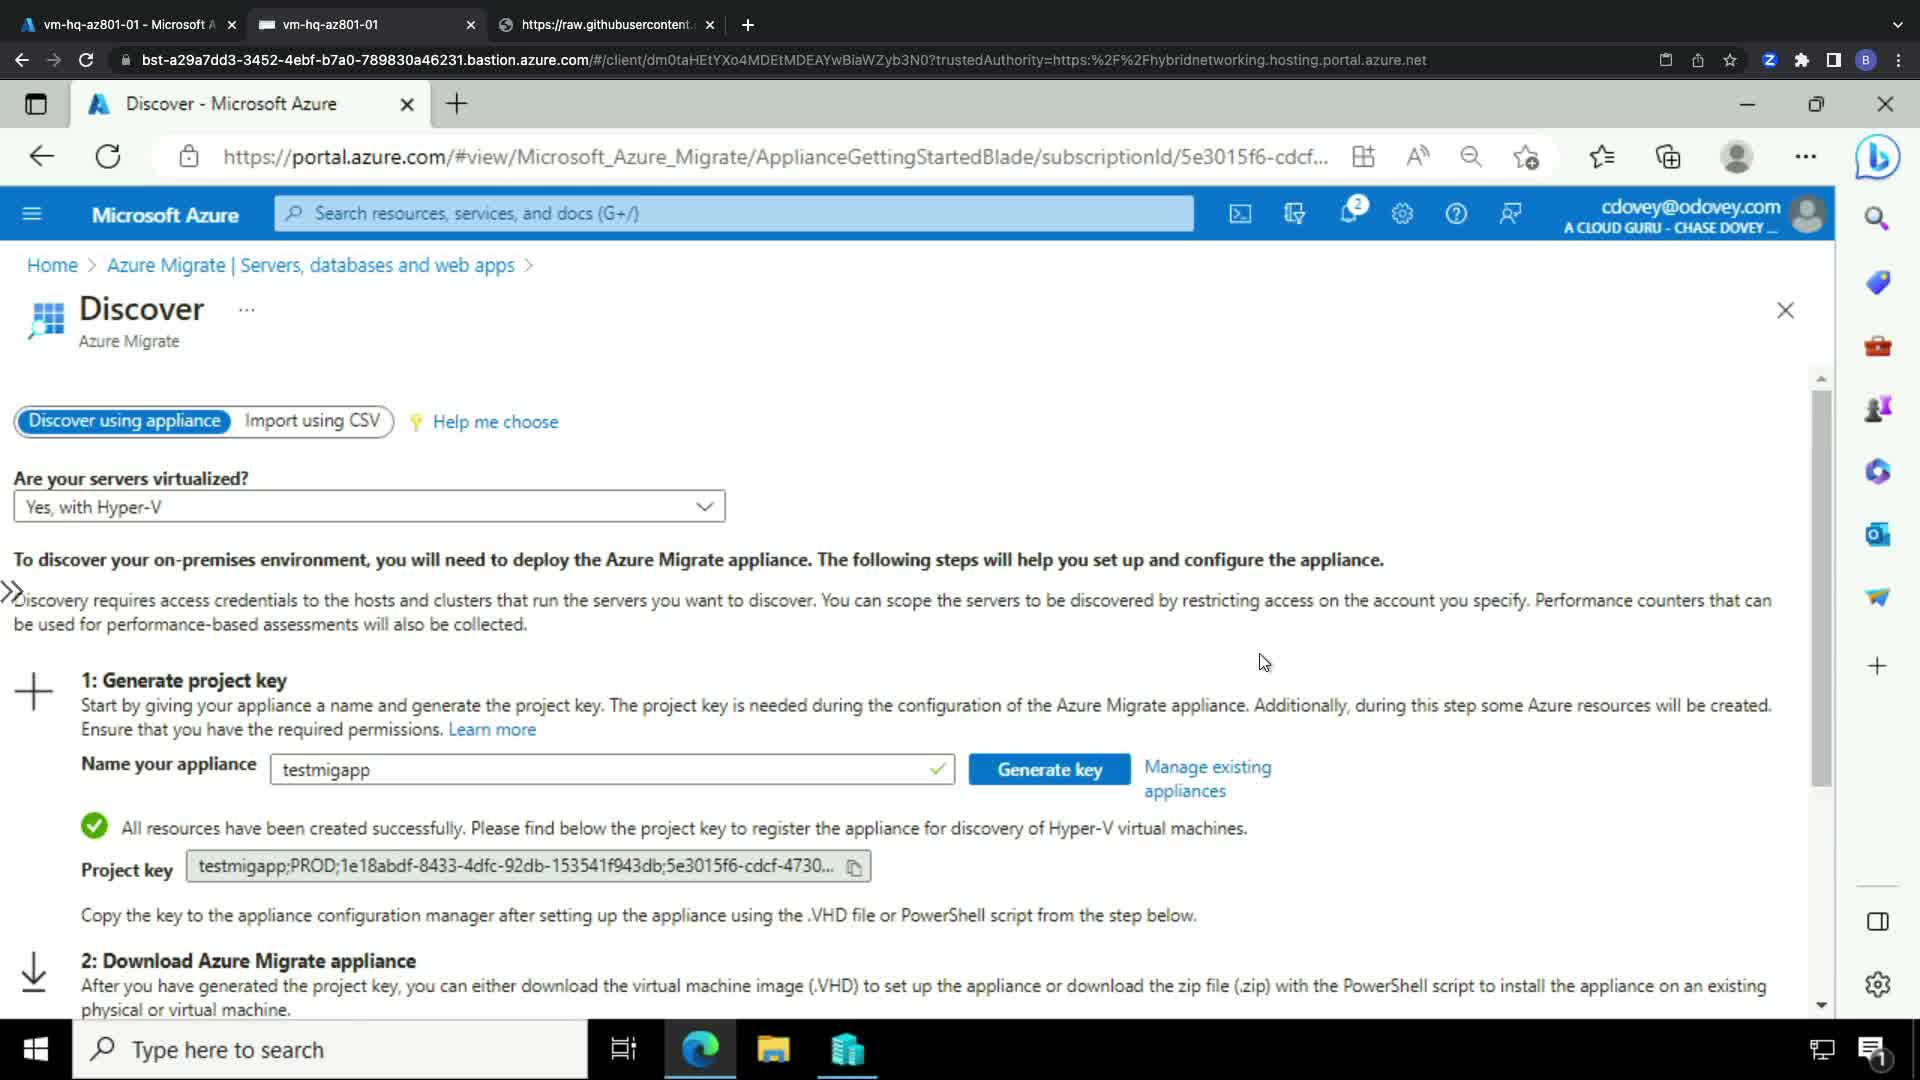 vm-hq-az801-01 - Microsoft A
vm-hq-az801-01
https://raw.githubusercontent.
bst-a29a7dd3-3452-4ebf-b7a0-789830a46231.bastion.azure.com/#/client/dm0taHEtYXo4MDEtMDEAYwBiaWZyb3N0?trustedAuthority=https:%2F%2Fhybridnetworking.hosting.portal.azure.net
Z
B
Discover - Microsoft Azure
https://portal.azure.com/#view/Microsoft_Azure_Migrate/ApplianceGettingStartedBlade/subscriptionId/5e3015f6-cdcf...
Microsoft Azure
Search resources, services, and docs (G+/)
2
cdovey@odovey.com
A CLOUD GURU - CHASE DOVEY ...
Home > Azure Migrate | Servers, databases and web apps >
Discover ...
Azure Migrate
Discover using appliance
Import using CSV
Help me choose
Are your servers virtualized?
Yes, with Hyper-V
To discover your on-premises environment, you will need to deploy the Azure Migrate appliance. The following steps will help you set up and configure the appliance.
Discovery requires access credentials to the hosts and clusters that run the servers you want to discover. You can scope the servers to be discovered by restricting access on the account you specify. Performance counters that can
be used for performance-based assessments will also be collected.
1: Generate project key
Start by giving your appliance a name and generate the project key. The project key is needed during the configuration of the Azure Migrate appliance. Additionally, during this step some Azure resources will be created.
Ensure that you have the required permissions. Learn more
Name your appliance
testmigapp
Generate key
Manage existing
appliances
All resources have been created successfully. Please find below the project key to register the appliance for discovery of Hyper-V virtual machines.
Project key
testmigapp;PROD;1e18abdf-8433-4dfc-92db-153541f943db;5e3015f6-cdcf-4730...
Copy the key to the appliance configuration manager after setting up the appliance using the .VHD file or PowerShell script from the step below.
2: Download Azure Migrate appliance
After you have generated the project key, you can either download the virtual machine image (.VHD) to set up the appliance or download the zip file (.zip) with the PowerShell script to install the appliance on an existing
physical or virtual machine.
Type here to search
1